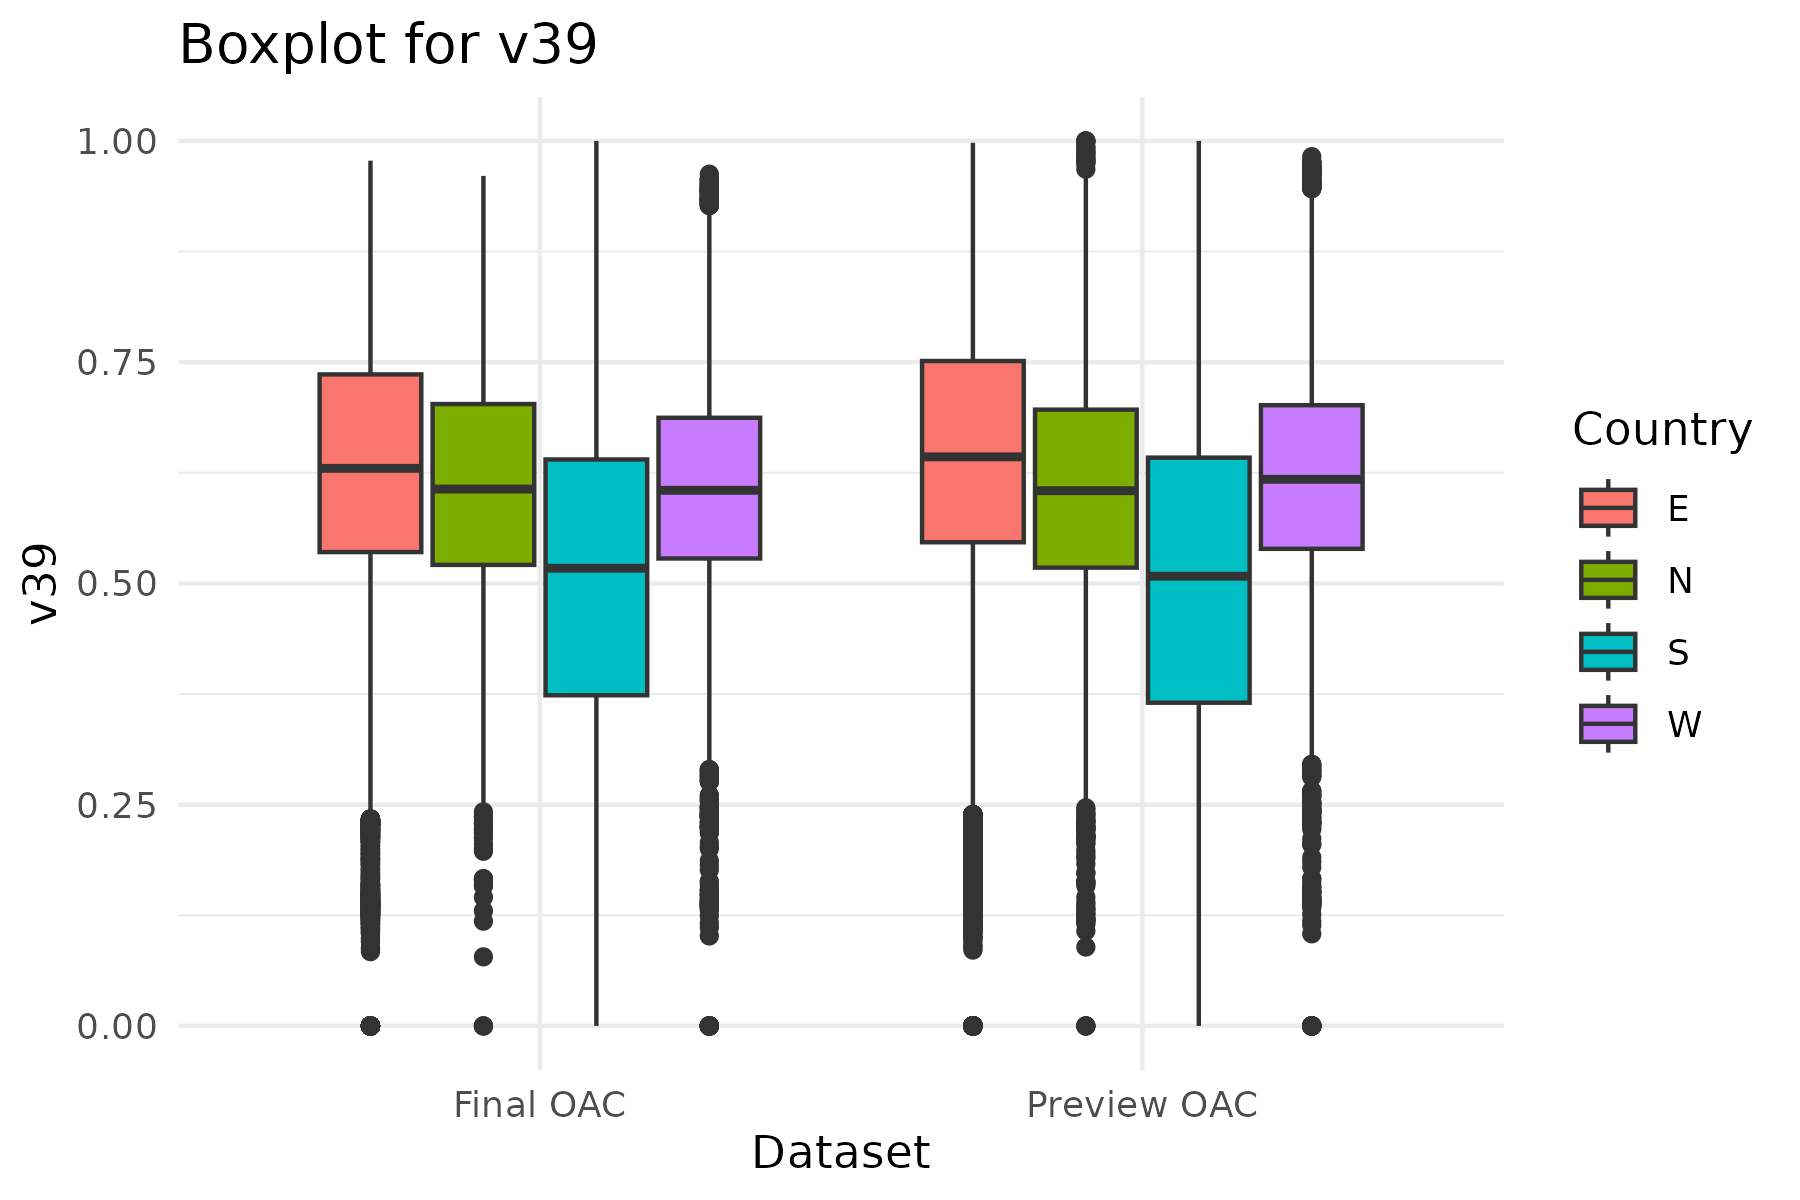 Boxplot for v39
1.00
0.75
0.50
0.25
0.00
v39
Final OAC
Preview OAC
Dataset
Country
E
N
S
W